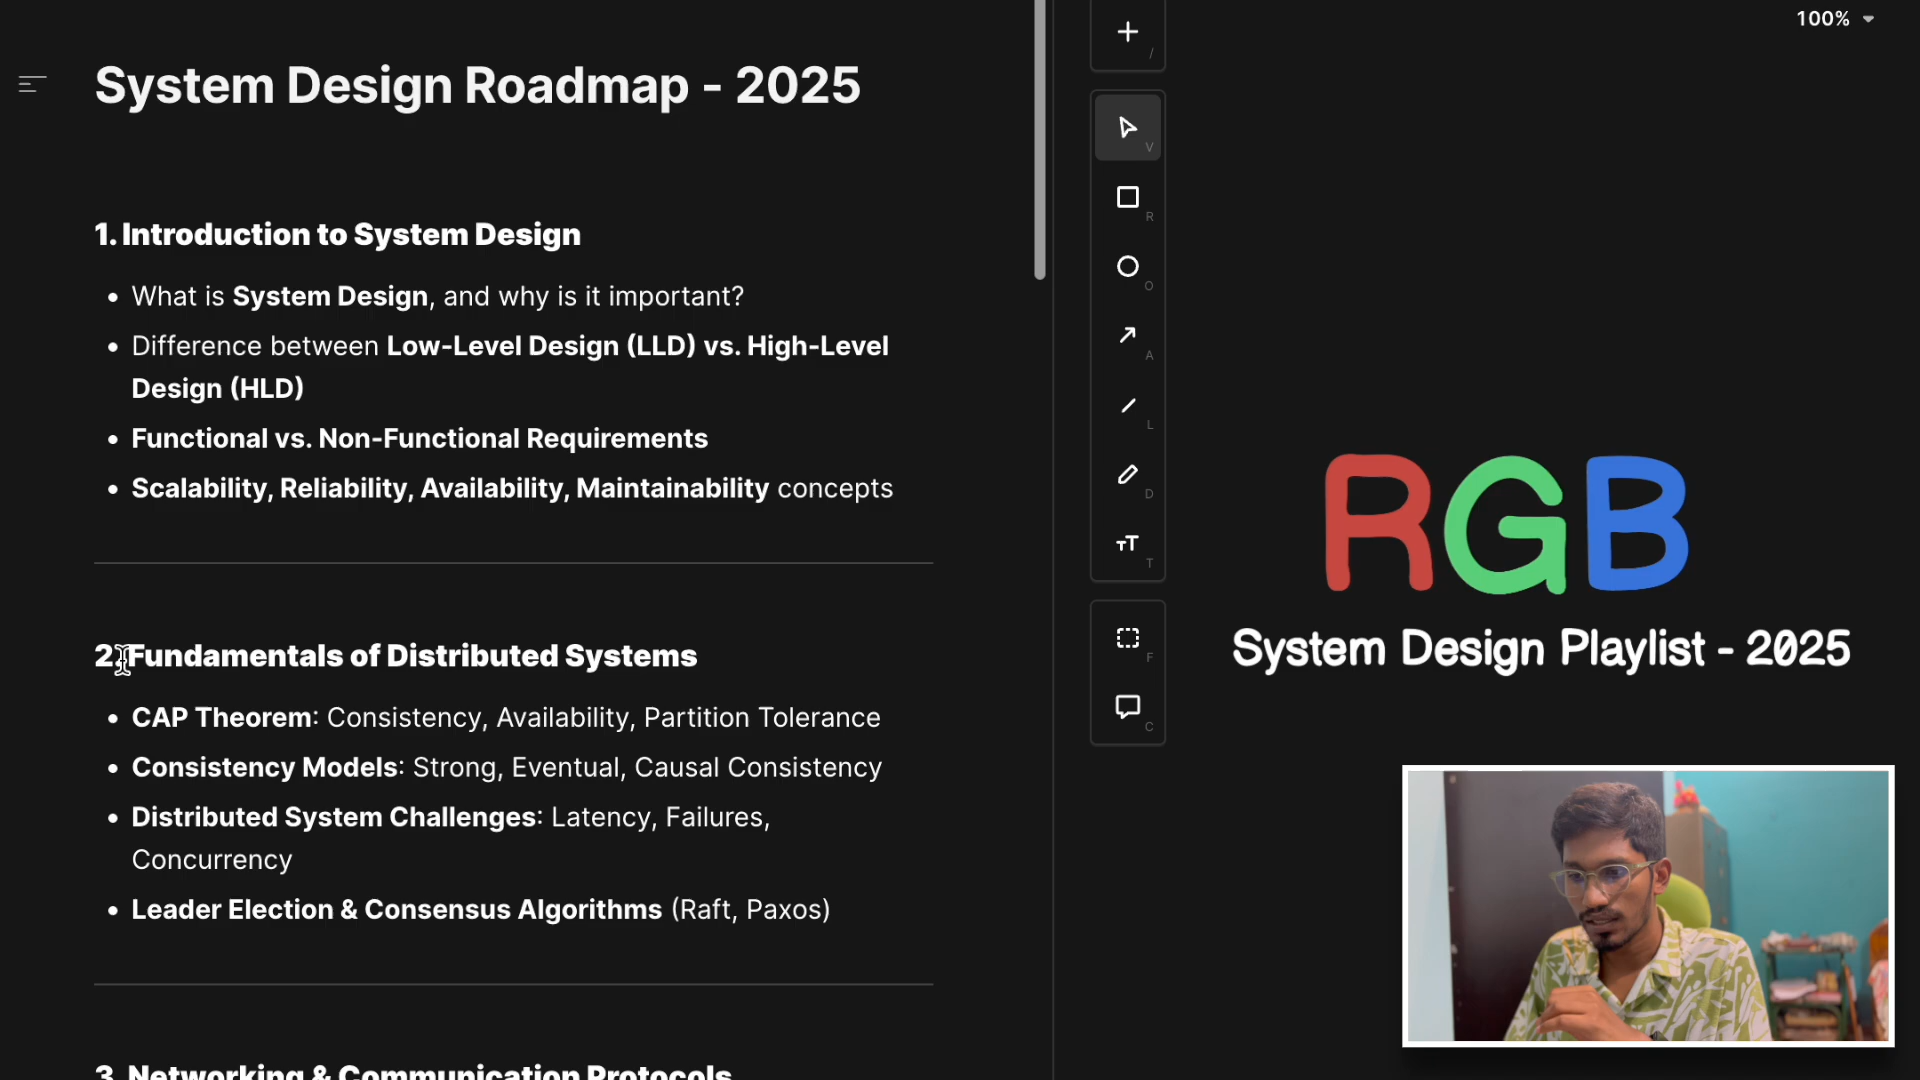 100%
System Design Roadmap - 2025
1. Introduction to System Design
• What is System Design, and why is it important?
• Difference between Low-Level Design (LLD) vs. High-Level
Design (HLD)
• Functional vs. Non-Functional Requirements
• Scalability, Reliability, Availability, Maintainability concepts
2. Fundamentals of Distributed Systems
• CAP Theorem: Consistency, Availability, Partition Tolerance
• Consistency Models: Strong, Eventual, Causal Consistency
• Distributed System Challenges: Latency, Failures,
Concurrency
• Leader Election & Consensus Algorithms (Raft, Paxos)
3. Networking & Communication Protocols
/
V
R
O
A
L
D
TT
T
F
C
RGB
System Design Playlist - 2025